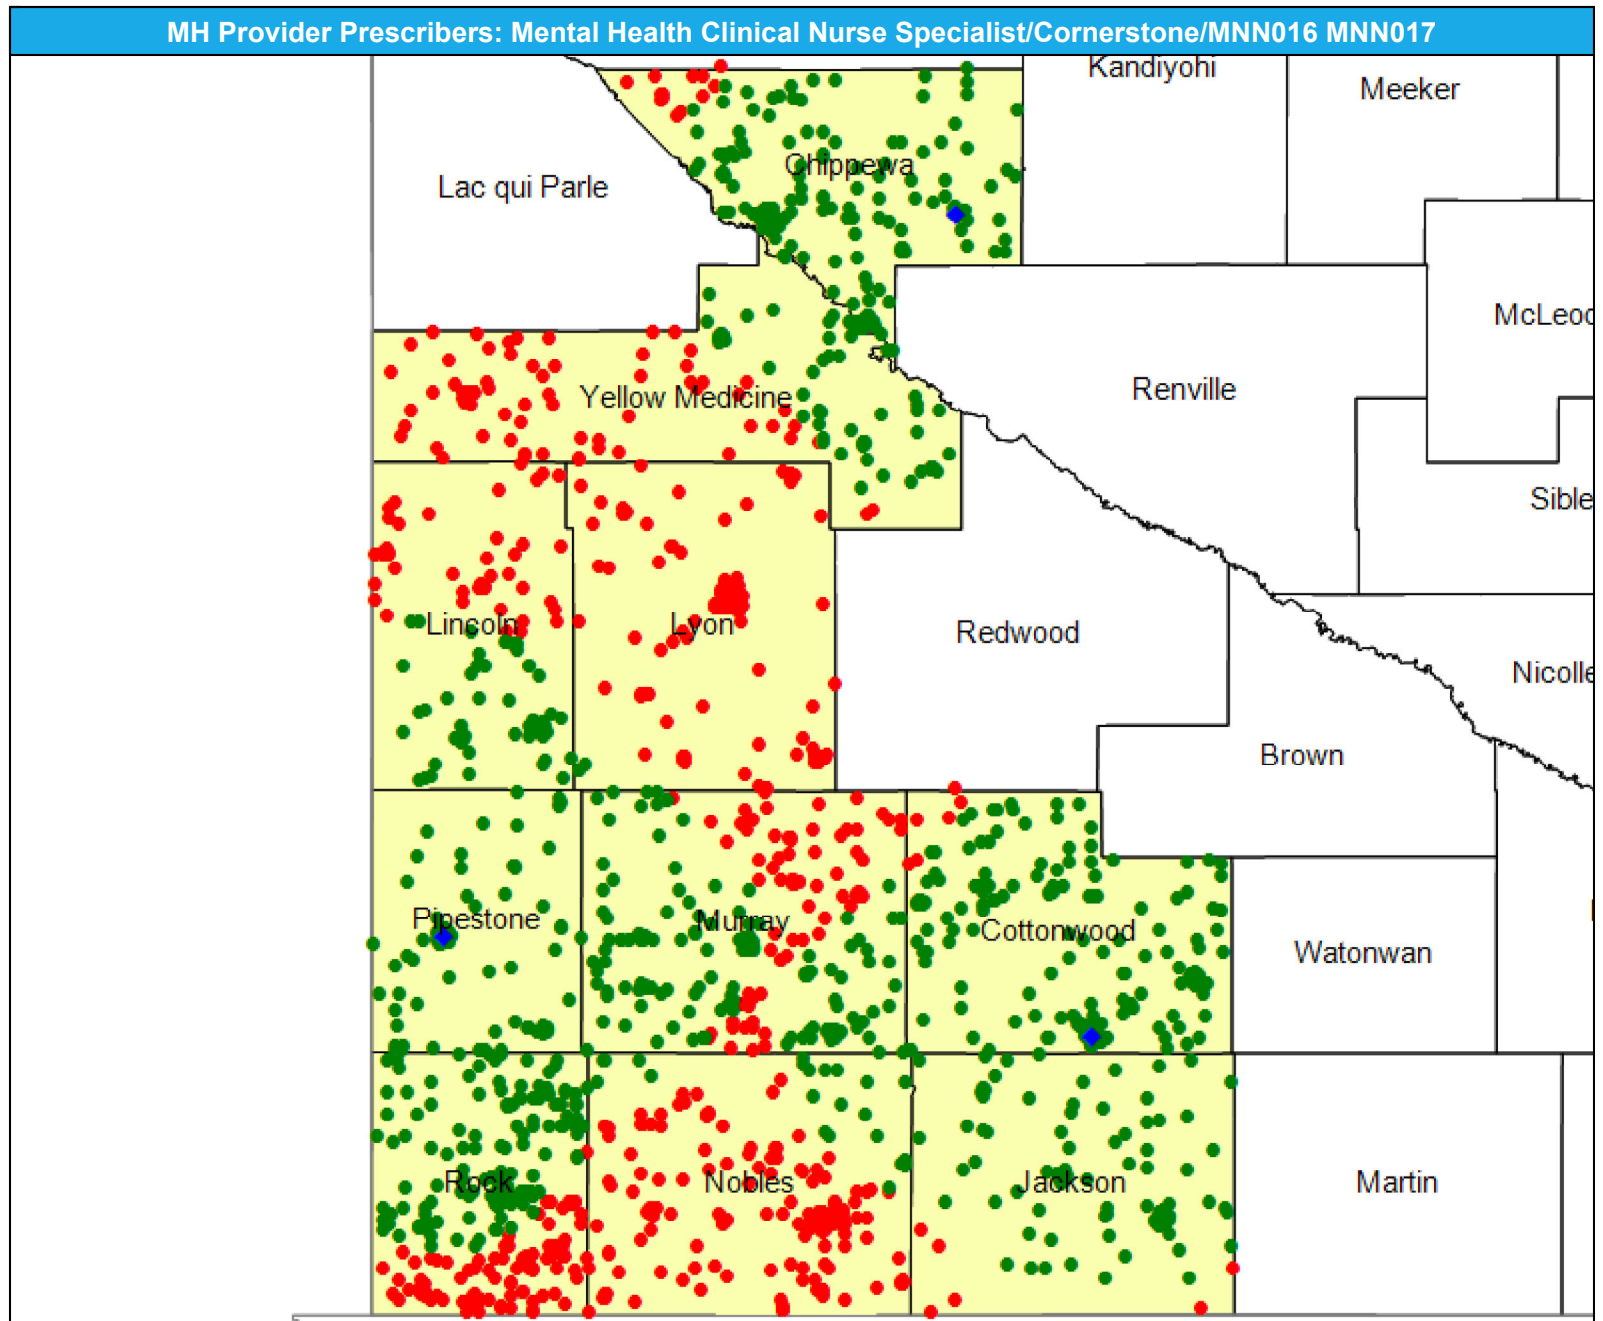 MH Provider Prescribers: Mental Health Clinical Nurse Specialist/Cornerstone/MNN016 MNN017
Kandiyohi
Meeker
Chippewa
Lac qui Parle
McLeod
Renville
Yellow Medicine
Sible
Lincoln
Lyon
Redwood
Nicolle
Brown
Pipestone
Murray
Cottonwood
Watonwan
Rock
Nobles
Jackson
Martin